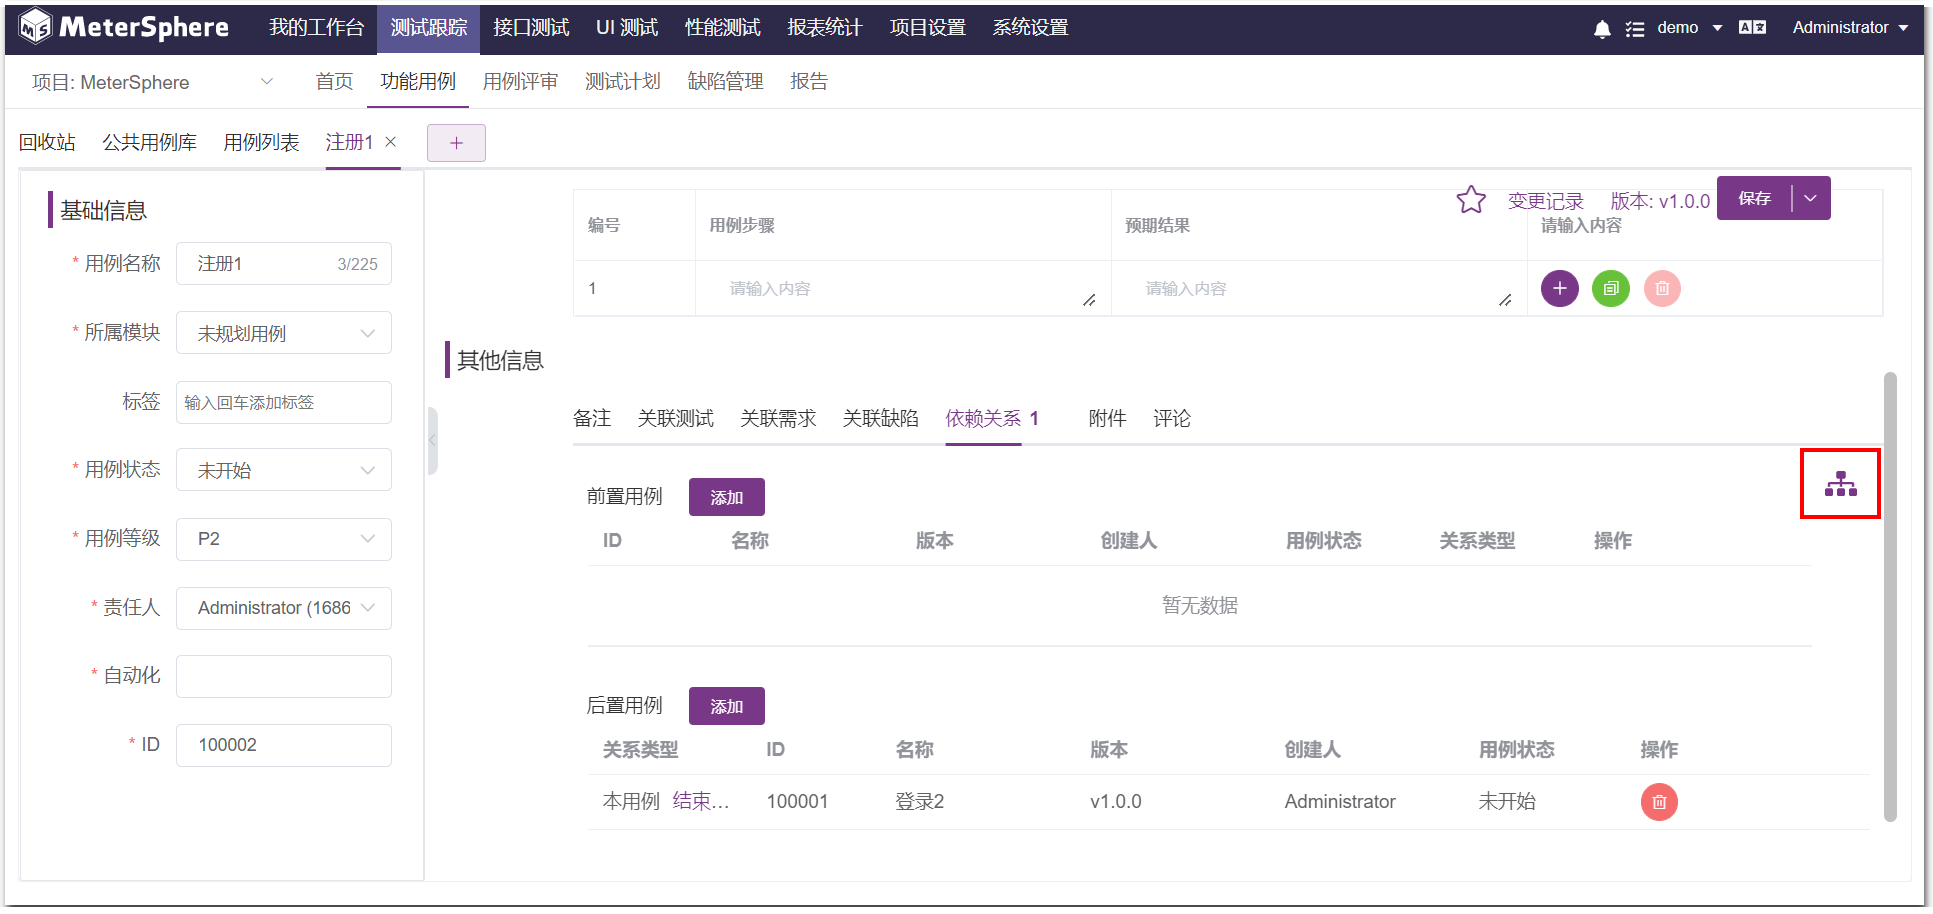 MeterSphere 我的工作台 测试跟踪 接口测试 UI 测试 性能测试 报表统计 项目设置 系统设置 demo Administrator
项目: MeterSphere 首页 功能用例 用例评审 测试计划 缺陷管理 报告
回收站 公共用例库 用例列表 注册1 × +
基础信息
* 用例名称 注册1 3/225
* 所属模块 未规划用例
标签 输入回车添加标签
* 用例状态 未开始
* 用例等级 P2
* 责任人 Administrator (1686
* 自动化
* ID 100002
变更记录 版本: v1.0.0 保存
编号 用例步骤 预期结果 请输入内容
1 请输入内容 请输入内容
其他信息
备注 关联测试 关联需求 关联缺陷 依赖关系 1 附件 评论
前置用例 添加
ID 名称 版本 创建人 用例状态 关系类型 操作
暂无数据
后置用例 添加
关系类型 ID 名称 版本 创建人 用例状态 操作
本用例 结束... 100001 登录2 v1.0.0 Administrator 未开始